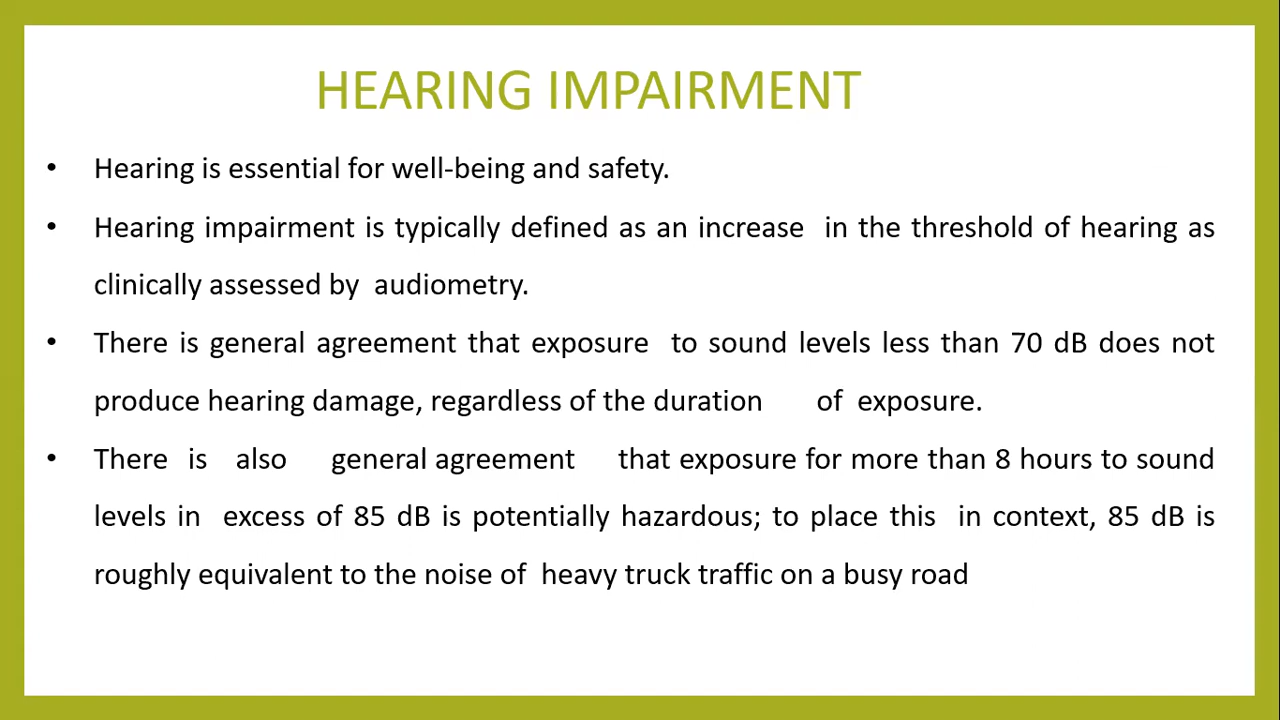 HEARING IMPAIRMENT
• Hearing is essential for well-being and safety.
• Hearing impairment is typically defined as an increase in the threshold of hearing as
clinically assessed by audiometry.
• There is general agreement that exposure to sound levels less than 70 dB does not
produce hearing damage, regardless of the duration of exposure.
• There is also general agreement that exposure for more than 8 hours to sound
levels in excess of 85 dB is potentially hazardous; to place this in context, 85 dB is
roughly equivalent to the noise of heavy truck traffic on a busy road